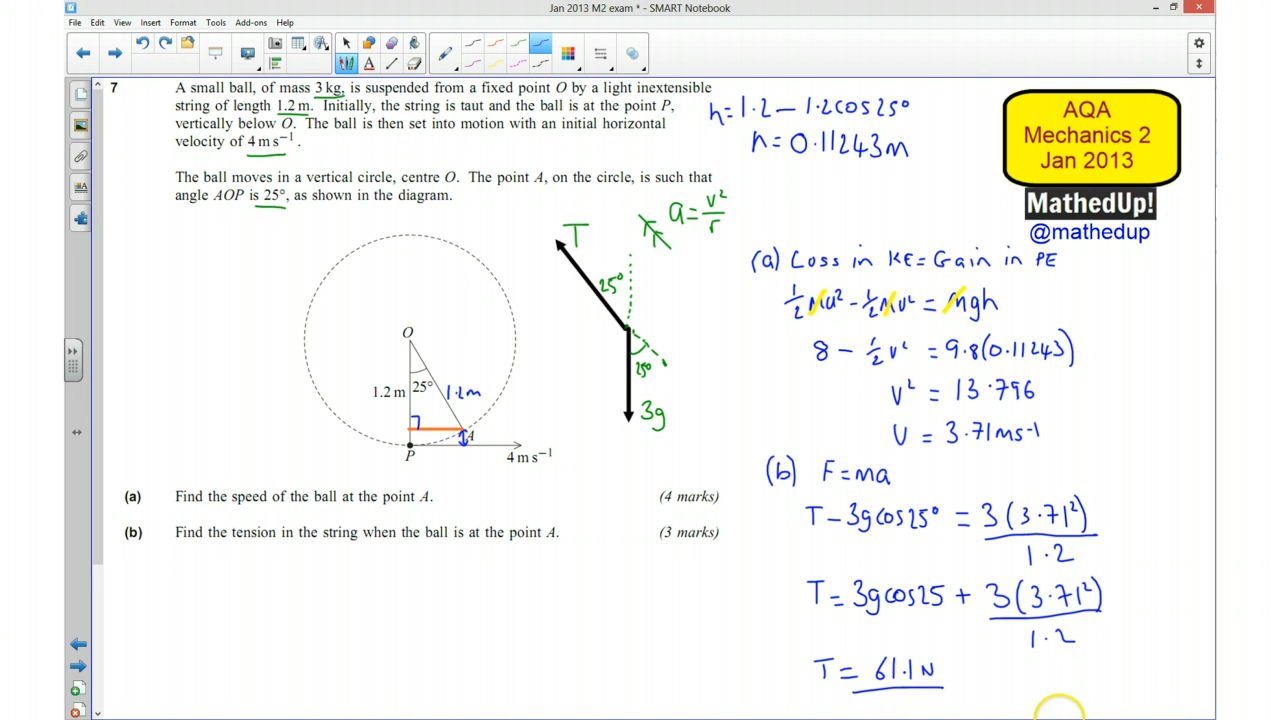 Jan 2013 M2 exam * - SMART Notebook
File Edit View Insert Format Tools Add-ons Help
7
A small ball, of mass 3 kg, is suspended from a fixed point O by a light inextensible
string of length 1.2 m. Initially, the string is taut and the ball is at the point P,
vertically below O. The ball is then set into motion with an initial horizontal
velocity of 4 m s⁻¹.
The ball moves in a vertical circle, centre O. The point A, on the circle, is such that
angle AOP is 25°, as shown in the diagram.
O
1.2 m
25°
1.2m
A
P
4 m s⁻¹
T
25°
a = v²/r
25°
3g
(a) Find the speed of the ball at the point A. (4 marks)
(b) Find the tension in the string when the ball is at the point A. (3 marks)
h = 1.2 - 1.2cos25°
h = 0.11243m
AQA
Mechanics 2
Jan 2013
MathedUp!
@mathedup
(a) Loss in KE = Gain in PE
½mu² - ½mv² = mgh
8 - ½v² = 9.8(0.11243)
v² = 13.796
v = 3.71ms⁻¹
(b) F = ma
T - 3gcos25° = 3(3.71²)
1.2
T = 3gcos25 + 3(3.71²)
1.2
T = 61.1N